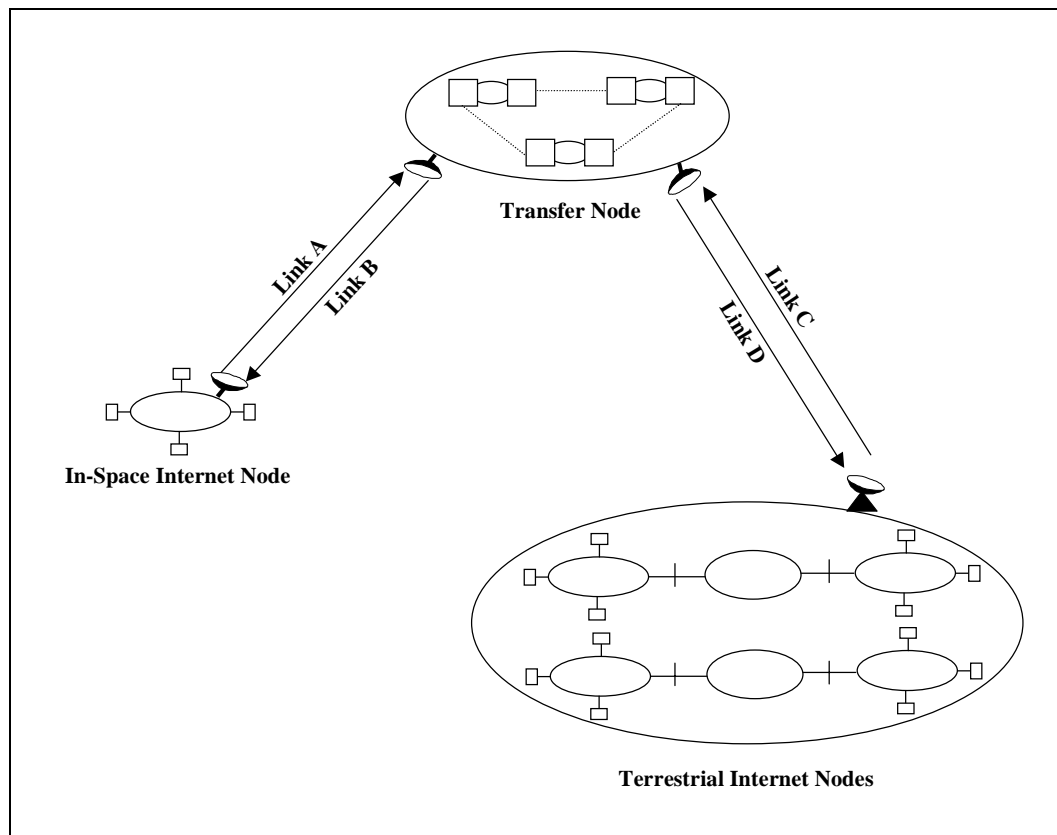 Transfer Node
Link A
Link B
Link C
Link D
In-Space Internet Node
Terrestrial Internet Nodes